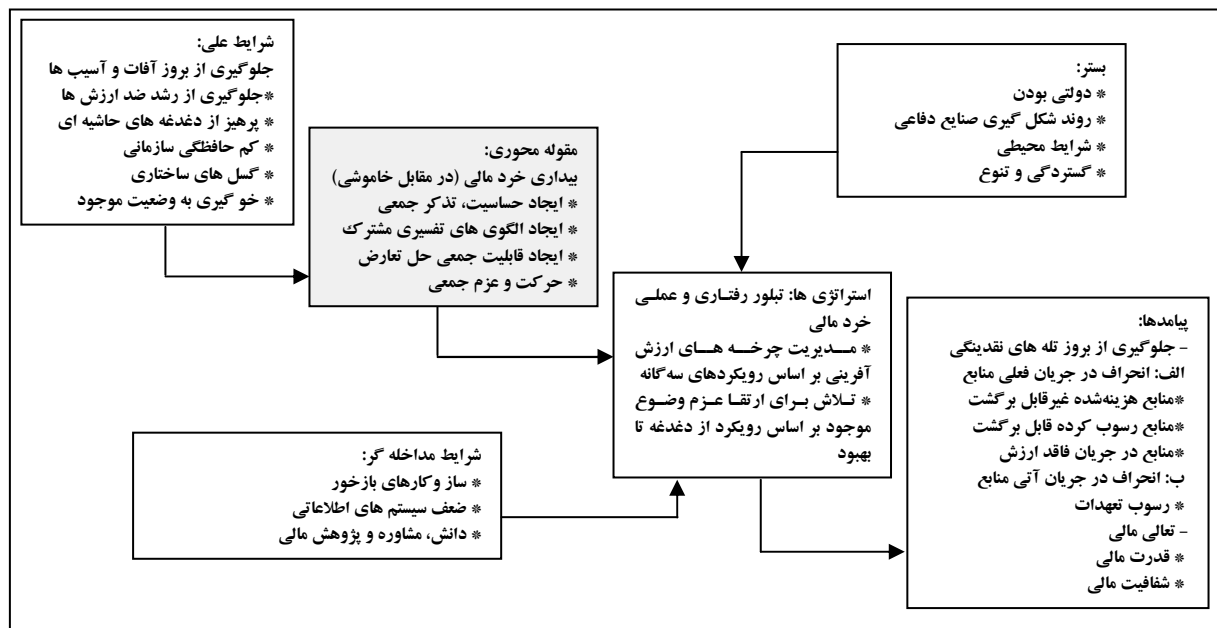 شرایط علی:
جلوگیری از بروز آفات و آسیب ها
*جلوگیری از رشد ضد ارزش ها
* پرهیز از دغدغه های حاشیه ای
* کم حافظگی سازمانی
* گسل های ساختاری
* خو گیری به وضعیت موجود
بستر:
* دولتی بودن
* روند شکل گیری صنایع دفاعی
* شرایط محیطی
* گستردگی و تنوع
مقوله محوری:
بیداری خرد مالی (در مقابل خاموشی)
* ایجاد حساسیت، تذکر جمعی
* ایجاد الگوی های تفسیری مشترک
* ایجاد قابلیت جمعی حل تعارض
* حرکت و عزم جمعی
استراتژی ها: تبلور رفتاری و عملی
خرد مالی
* مدیریت چرخه های ارزش
آفرینی بر اساس رویکردهای سه‌گانه
* تلاش برای ارتقا عزم وضوع
موجود بر اساس رویکرد از دغدغه تا
بهبود
شرایط مداخله گر:
* ساز وکارهای بازخور
* ضعف سیستم های اطلاعاتی
* دانش، مشاوره و پژوهش مالی
پیامدها:
- جلوگیری از بروز تله های نقدینگی
الف: انحراف در جریان فعلی منابع
*منابع هزینه‌شده غیرقابل برگشت
*منابع رسوب کرده قابل برگشت
*منابع در جریان فاقد ارزش
ب: انحراف در جریان آتی منابع
* رسوب تعهدات
- تعالی مالی
* قدرت مالی
* شفافیت مالی